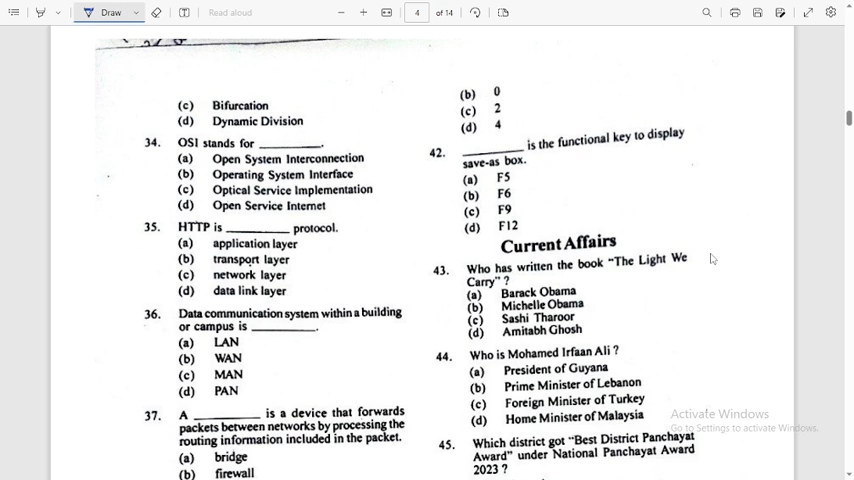 Draw
Read aloud
4
of 14
(c) Bifurcation
(d) Dynamic Division
34. OSI stands for __________.
(a) Open System Interconnection
(b) Operating System Interface
(c) Optical Service Implementation
(d) Open Service Internet
35. HTTP is __________ protocol.
(a) application layer
(b) transport layer
(c) network layer
(d) data link layer
36. Data communication system within a building
or campus is __________.
(a) LAN
(b) WAN
(c) MAN
(d) PAN
37. A __________ is a device that forwards
packets between networks by processing the
routing information included in the packet.
(a) bridge
(b) firewall
(b) 0
(c) 2
(d) 4
42. __________ is the functional key to display
save-as box.
(a) F5
(b) F6
(c) F9
(d) F12
Current Affairs
43. Who has written the book "The Light We
Carry" ?
(a) Barack Obama
(b) Michelle Obama
(c) Sashi Tharoor
(d) Amitabh Ghosh
44. Who is Mohamed Irfaan Ali ?
(a) President of Guyana
(b) Prime Minister of Lebanon
(c) Foreign Minister of Turkey
(d) Home Minister of Malaysia
45. Which district got "Best District Panchayat
Award" under National Panchayat Award
2023 ?
Activate Windows
Go to Settings to activate Windows.